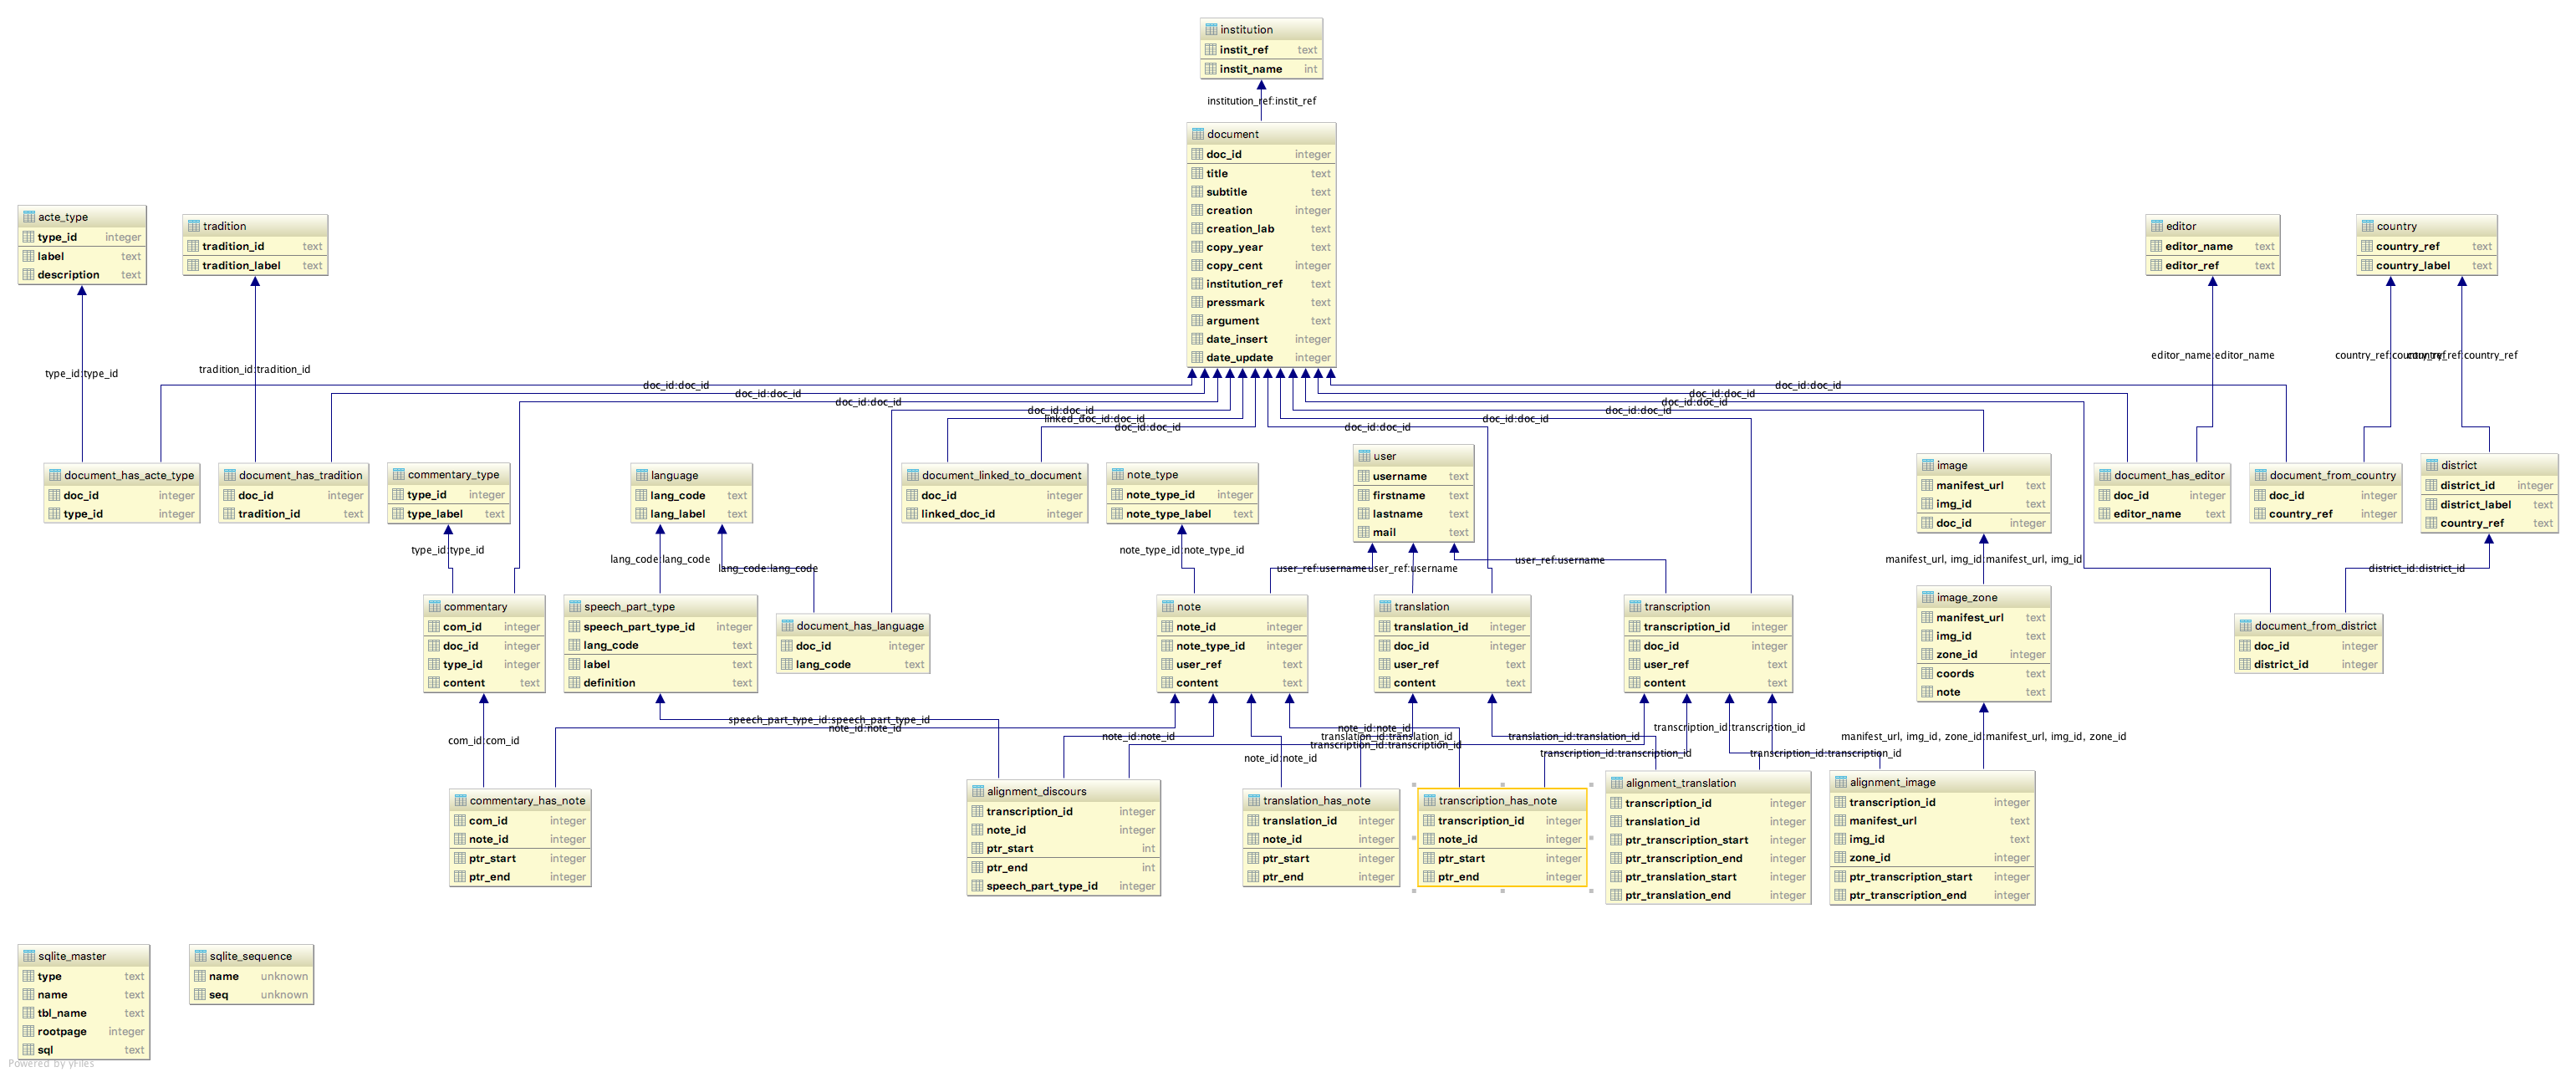 institution
instit_ref text
instit_name int
institution_ref:instit_ref
document
doc_id integer
title text
subtitle text
creation integer
creation_lab text
copy_year text
copy_cent integer
institution_ref text
pressmark text
argument text
date_insert integer
date_update integer
acte_type
type_id integer
label text
description text
tradition
tradition_id text
tradition_label text
editor
editor_name text
editor_ref text
country
country_ref text
country_label text
type_id:type_id
tradition_id:tradition_id
editor_name:editor_name
country_ref:country_ref
country_ref:country_ref
doc_id:doc_id
doc_id:doc_id
doc_id:doc_id
doc_id:doc_id
linked_doc_id:doc_id
doc_id:doc_id
doc_id:doc_id
doc_id:doc_id
doc_id:doc_id
doc_id:doc_id
doc_id:doc_id
doc_id:doc_id
document_has_acte_type
doc_id integer
type_id integer
document_has_tradition
doc_id integer
tradition_id text
commentary_type
type_id integer
type_label text
language
lang_code text
lang_label text
document_linked_to_document
doc_id integer
linked_doc_id integer
note_type
note_type_id integer
note_type_label text
user
username text
firstname text
lastname text
mail text
image
manifest_url text
img_id text
doc_id integer
document_has_editor
doc_id integer
editor_name text
document_from_country
doc_id integer
country_ref integer
district
district_id integer
district_label text
country_ref text
type_id:type_id
lang_code:lang_code
lang_code:lang_code
note_type_id:note_type_id
user_ref:username
user_ref:username
user_ref:username
manifest_url, img_id:manifest_url, img_id
district_id:district_id
commentary
com_id integer
doc_id integer
type_id integer
content text
speech_part_type
speech_part_type_id integer
lang_code text
label text
definition text
document_has_language
doc_id integer
lang_code text
note
note_id integer
note_type_id integer
user_ref text
content text
translation
translation_id integer
doc_id integer
user_ref text
content text
transcription
transcription_id integer
doc_id integer
user_ref text
content text
image_zone
manifest_url text
img_id text
zone_id integer
coords text
note text
document_from_district
doc_id integer
district_id integer
com_id:com_id
speech_part_type_id:speech_part_type_id
note_id:note_id
note_id:note_id
note_id:note_id
note_id:note_id
translation_id:translation_id
transcription_id:transcription_id
translation_id:translation_id
transcription_id:transcription_id
transcription_id:transcription_id
transcription_id:transcription_id
manifest_url, img_id, zone_id:manifest_url, img_id, zone_id
commentary_has_note
com_id integer
note_id integer
ptr_start integer
ptr_end integer
alignment_discours
transcription_id integer
note_id integer
ptr_start int
ptr_end int
speech_part_type_id integer
translation_has_note
translation_id integer
note_id integer
ptr_start integer
ptr_end integer
transcription_has_note
transcription_id integer
note_id integer
ptr_start integer
ptr_end integer
alignment_translation
transcription_id integer
translation_id integer
ptr_transcription_start integer
ptr_transcription_end integer
ptr_translation_start integer
ptr_translation_end integer
alignment_image
transcription_id integer
manifest_url text
img_id text
zone_id integer
ptr_transcription_start integer
ptr_transcription_end integer
sqlite_master
type text
name text
tbl_name text
rootpage integer
sql text
sqlite_sequence
name unknown
seq unknown
Powered by yFiles